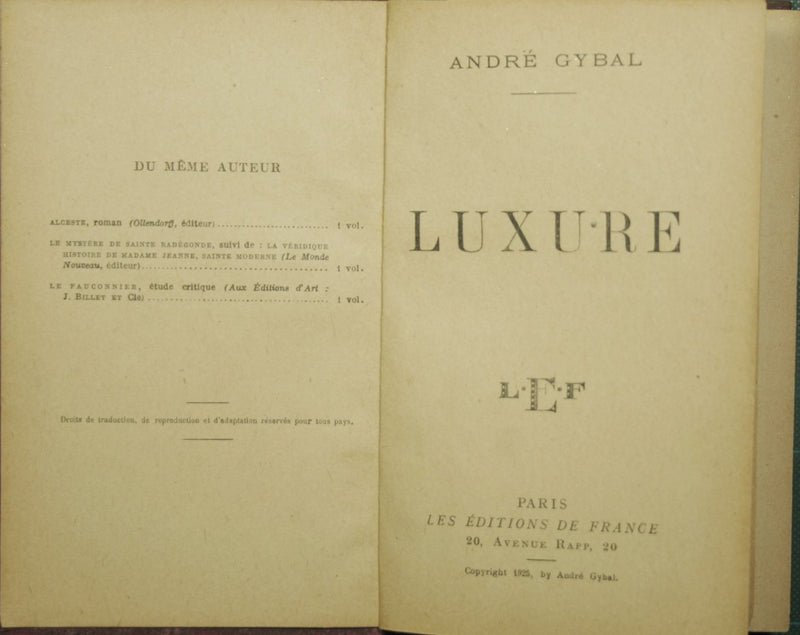 DU MÊME AUTEUR
ALCESTE, roman (Ollendorff, éditeur) ........................... 1 vol.
LE MYSTÈRE DE SAINTE RADEGONDE, suivi de : LA VÉRIDIQUE
HISTOIRE DE MADAME JEANNE, SAINTE MODERNE (Le Monde
Nouveau, éditeur) ........................................ 1 vol.
LE FAUCONNIER, étude critique (Aux Éditions d'Art :
J. BILLET ET Cie) ........................................ 1 vol.
Droits de traduction, de reproduction et d'adaptation réservés pour tous pays.
ANDRÉ GYBAL
LUXURE
L·E·F
PARIS
LES ÉDITIONS DE FRANCE
20, AVENUE RAPP, 20
Copyright 1925, by André Gybal.